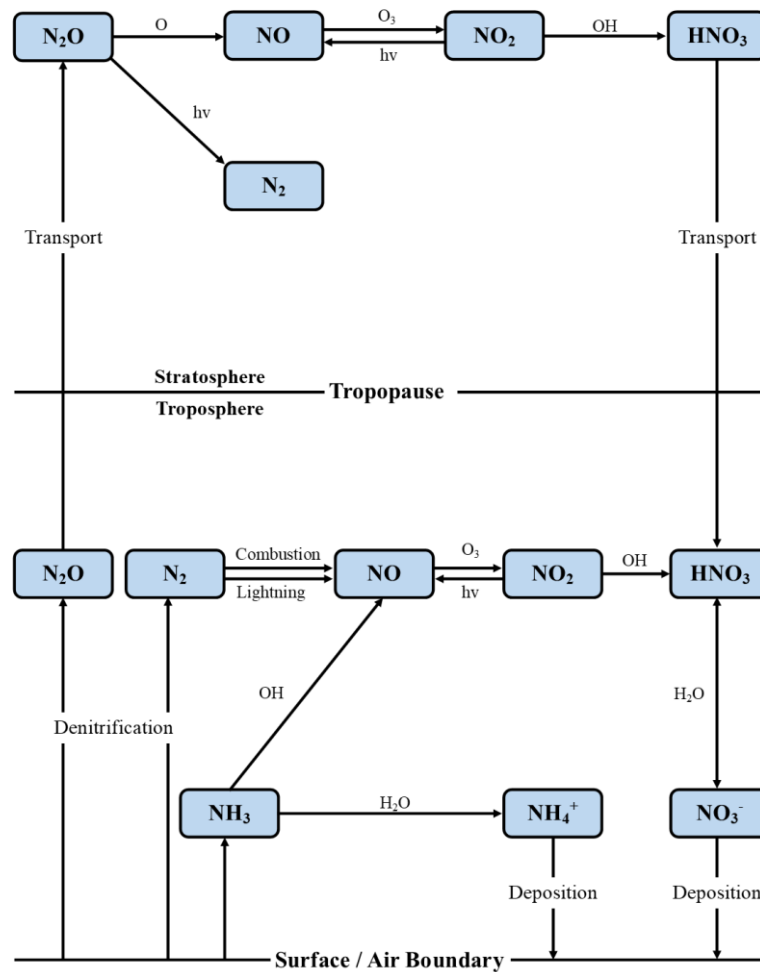 N₂O
O
NO
O₃
hv
NO₂
OH
HNO₃
hv
N₂
Transport
Transport
Stratosphere
Tropopause
Troposphere
N₂O
N₂
Combustion
Lightning
NO
O₃
hv
NO₂
OH
HNO₃
OH
H₂O
Denitrification
NH₃
H₂O
NH₄⁺
NO₃⁻
Deposition
Deposition
Surface / Air Boundary